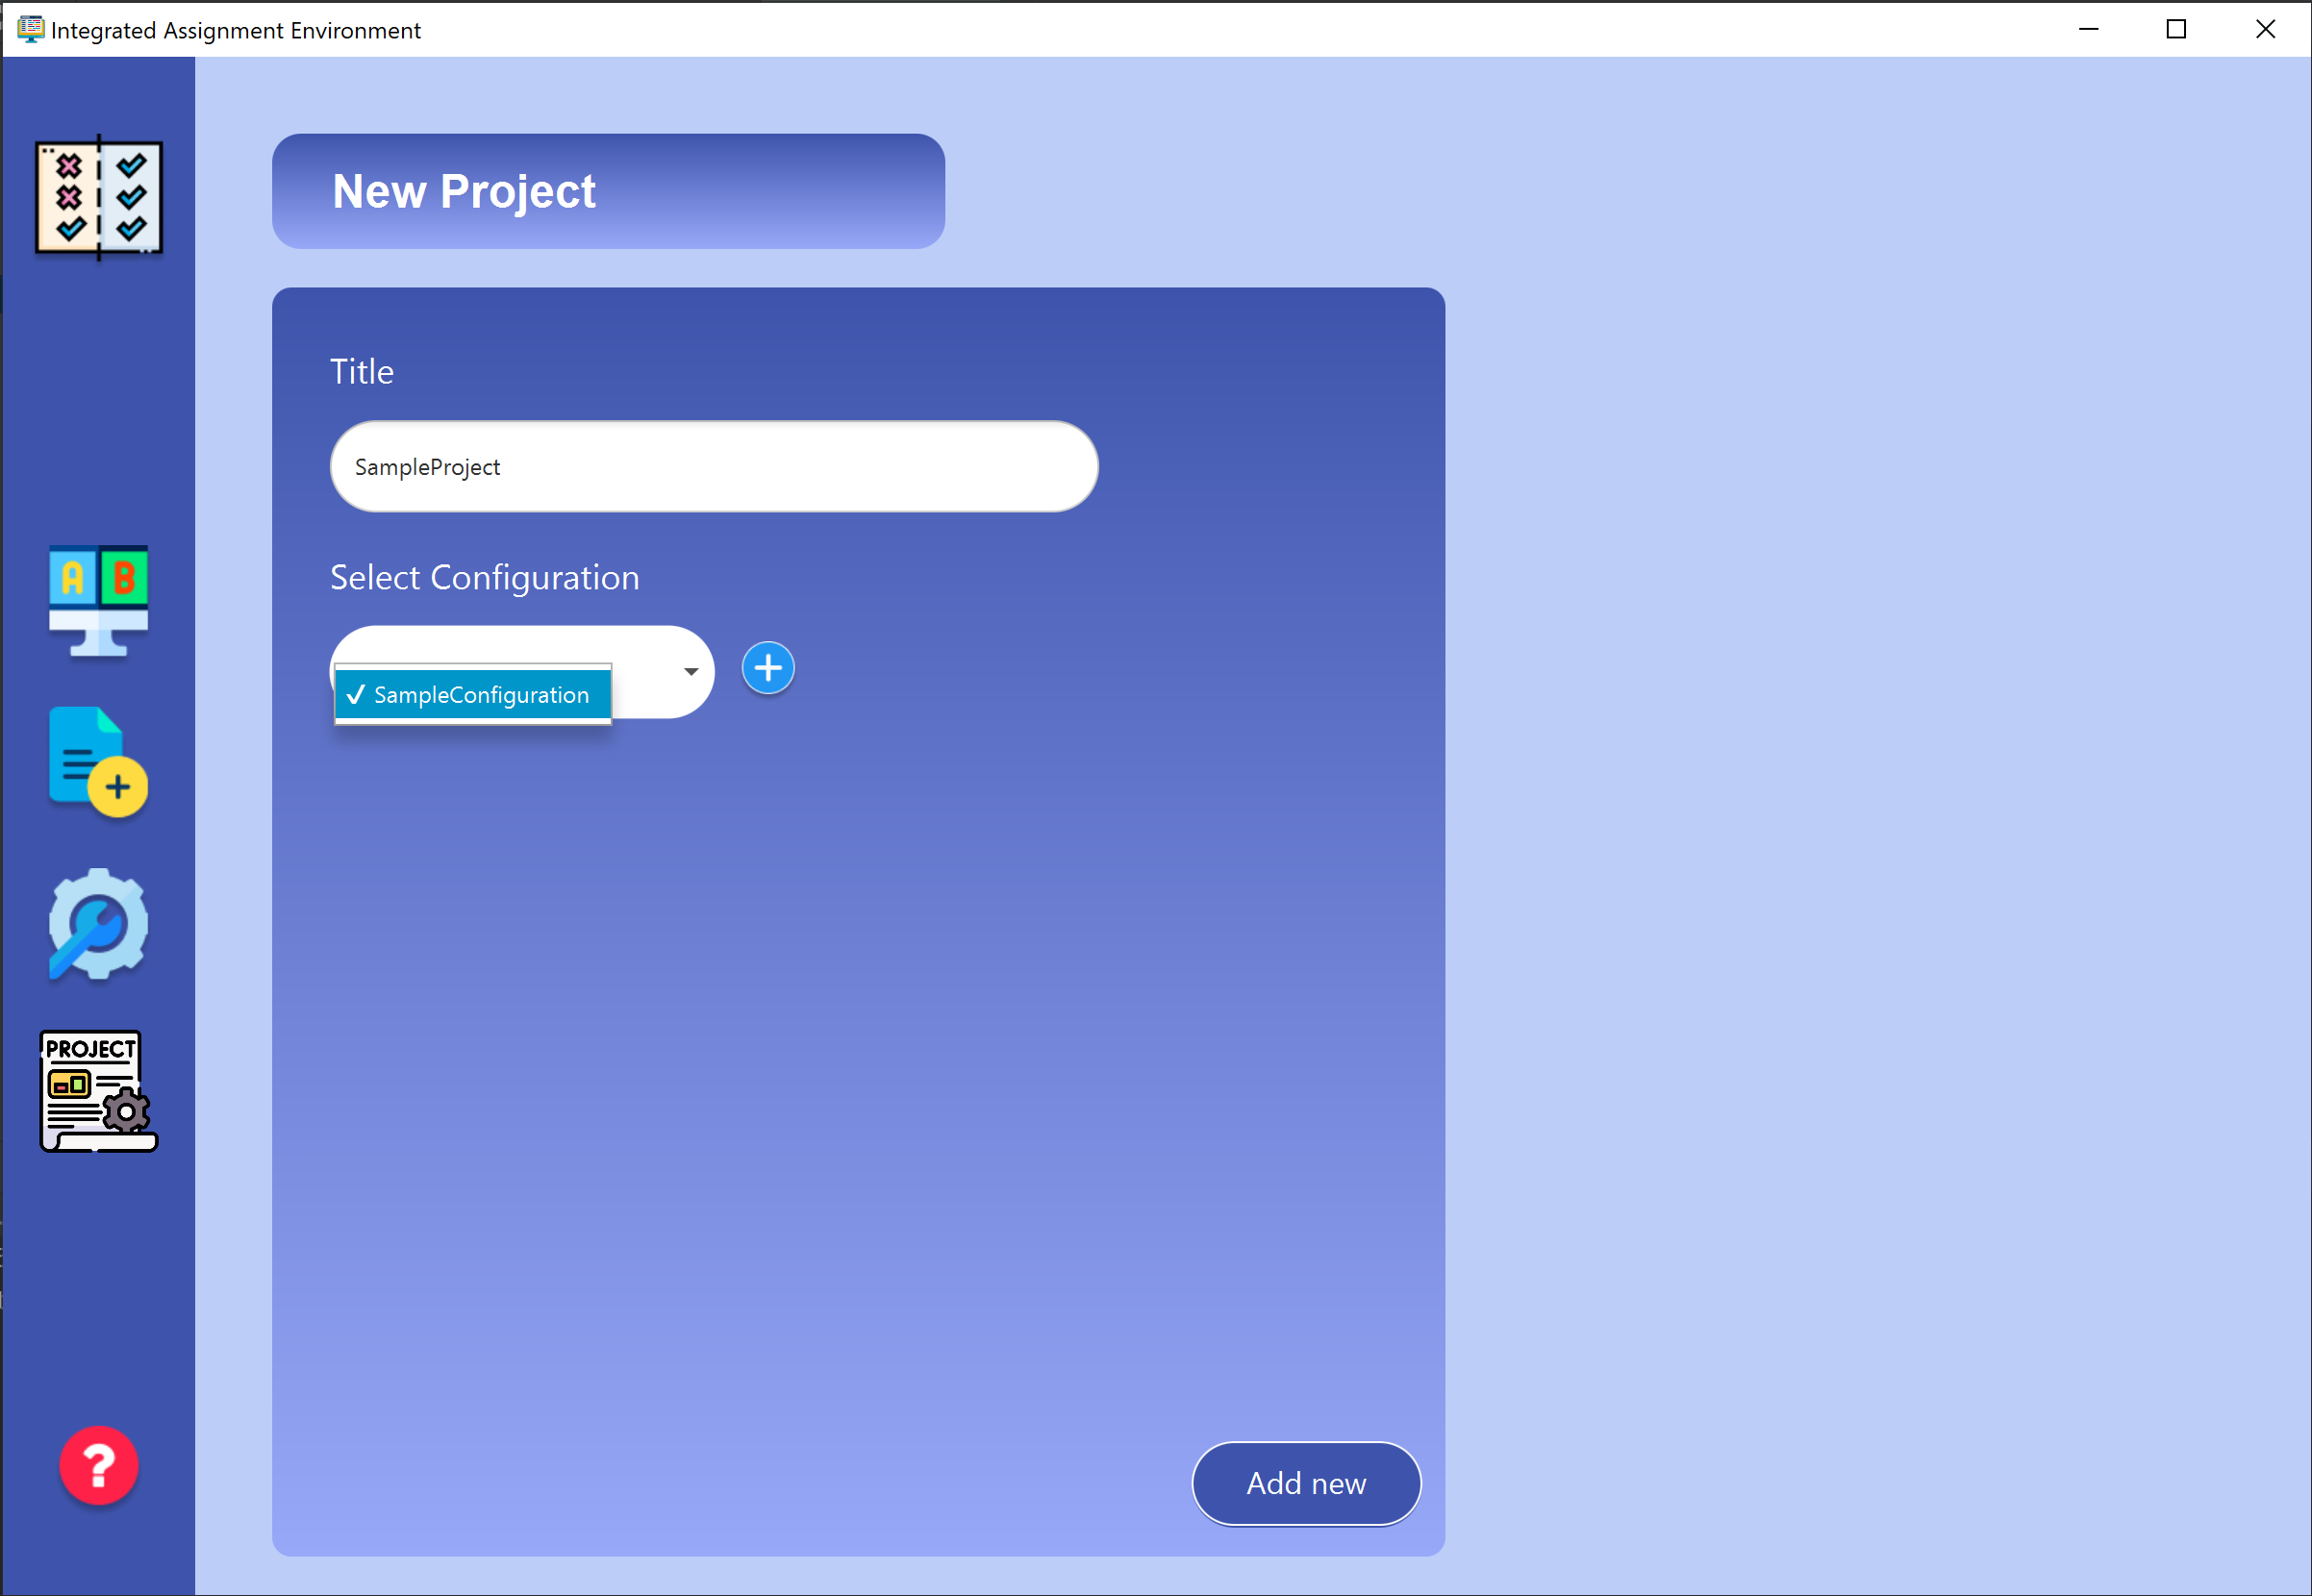 Integrated Assignment Environment
New Project
Title
SampleProject
Select Configuration
SampleConfiguration
A B
PROJECT
?
Add new